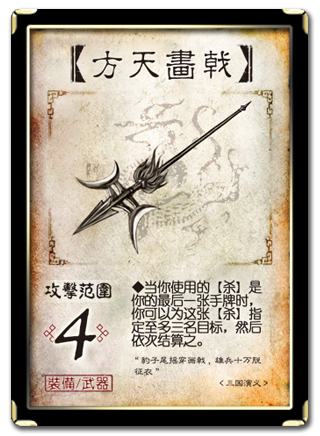 【方天畫戟】
攻擊范圍
4
◆当你使用的【杀】是
你的最后一张手牌时，
你可以为这张【杀】指
定至多三名目标，然后
依次结算之。
“豹子尾摇穿画戟，雄兵十万脱
征衣”
＜三国演义＞
裝備/武器